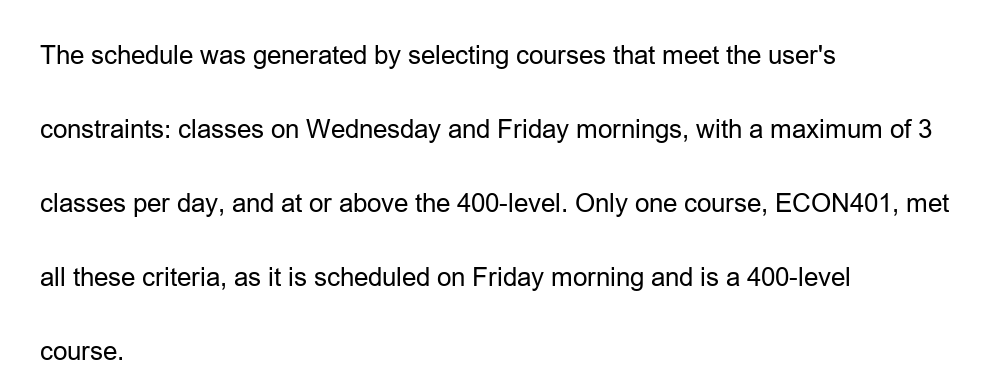 The schedule was generated by selecting courses that meet the user's
constraints: classes on Wednesday and Friday mornings, with a maximum of 3
classes per day, and at or above the 400-level. Only one course, ECON401, met
all these criteria, as it is scheduled on Friday morning and is a 400-level
course.